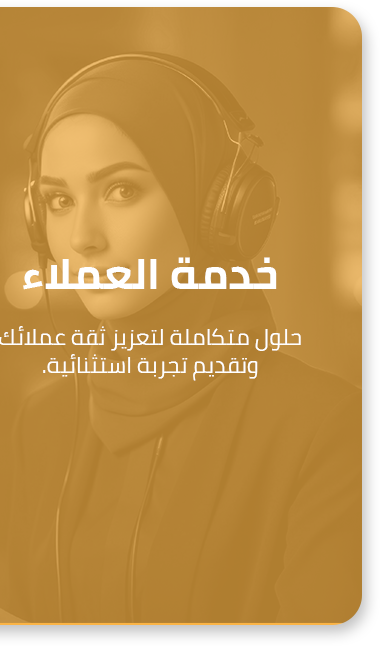 خدمة العملاء
حلول متكاملة لتعزيز ثقة عملائك
وتقديم تجربة استثنائية.